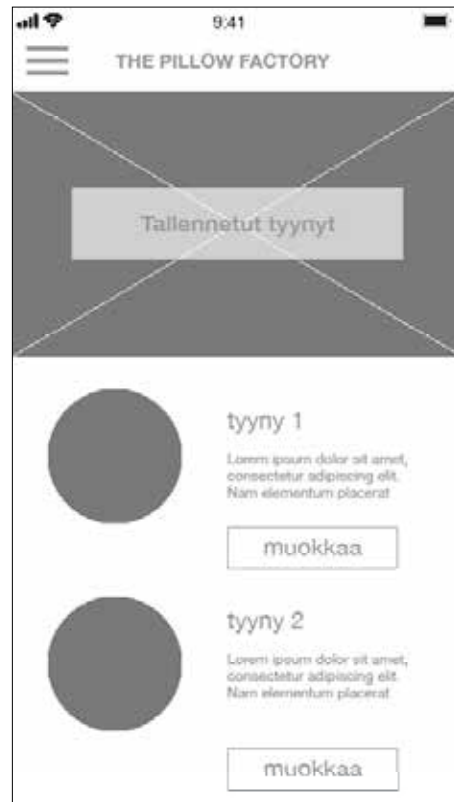 9:41
THE PILLOW FACTORY
Tallennetut tyynyt
tyyny 1
Lorem ipsum dolor sit amet,
consectetur adipiscing elit.
Nam elementum placerat
muokkaa
tyyny 2
Lorem ipsum dolor sit amet,
consectetur adipiscing elit.
Nam elementum placerat
muokkaa